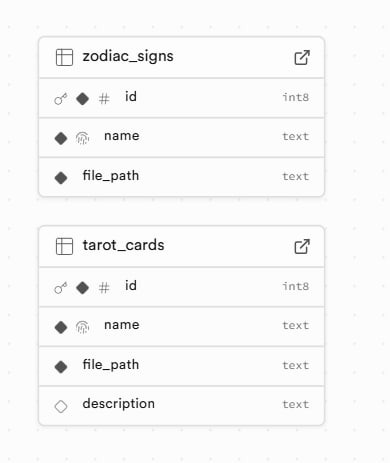 zodiac_signs
# id int8
name text
file_path text
tarot_cards
# id int8
name text
file_path text
description text